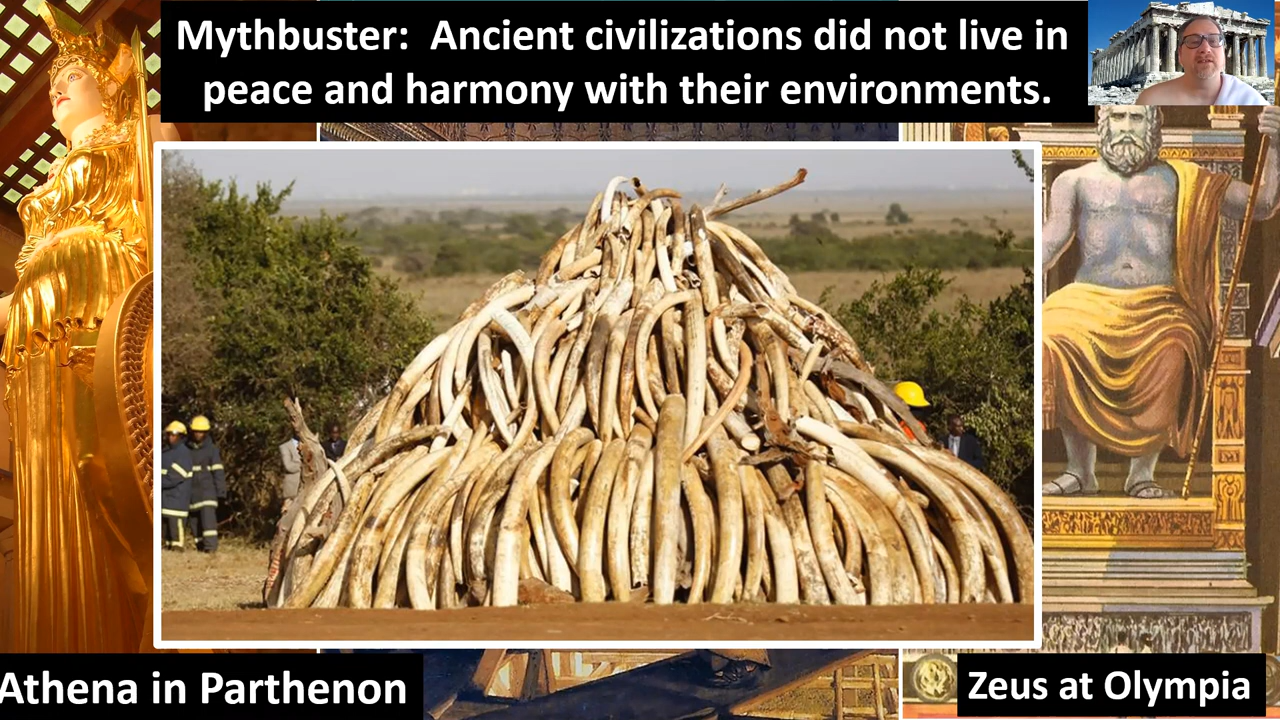 Mythbuster:  Ancient civilizations did not live in
peace and harmony with their environments.
Athena in Parthenon
Zeus at Olympia